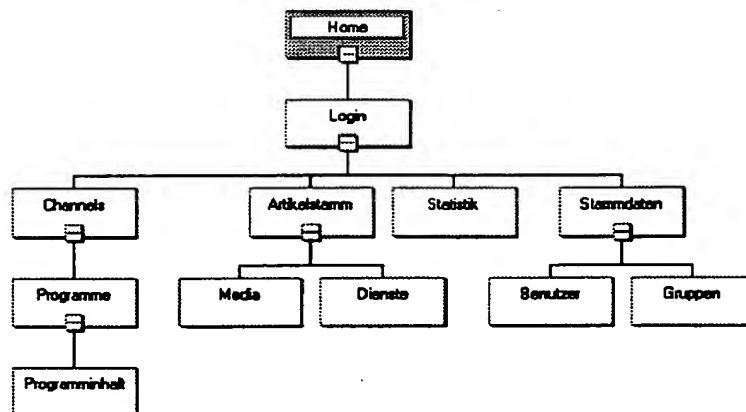 Home
Login
Channels
Artikelstamm
Statistik
Stammdaten
Programme
Media
Dienste
Benutzer
Gruppen
Programminhalt